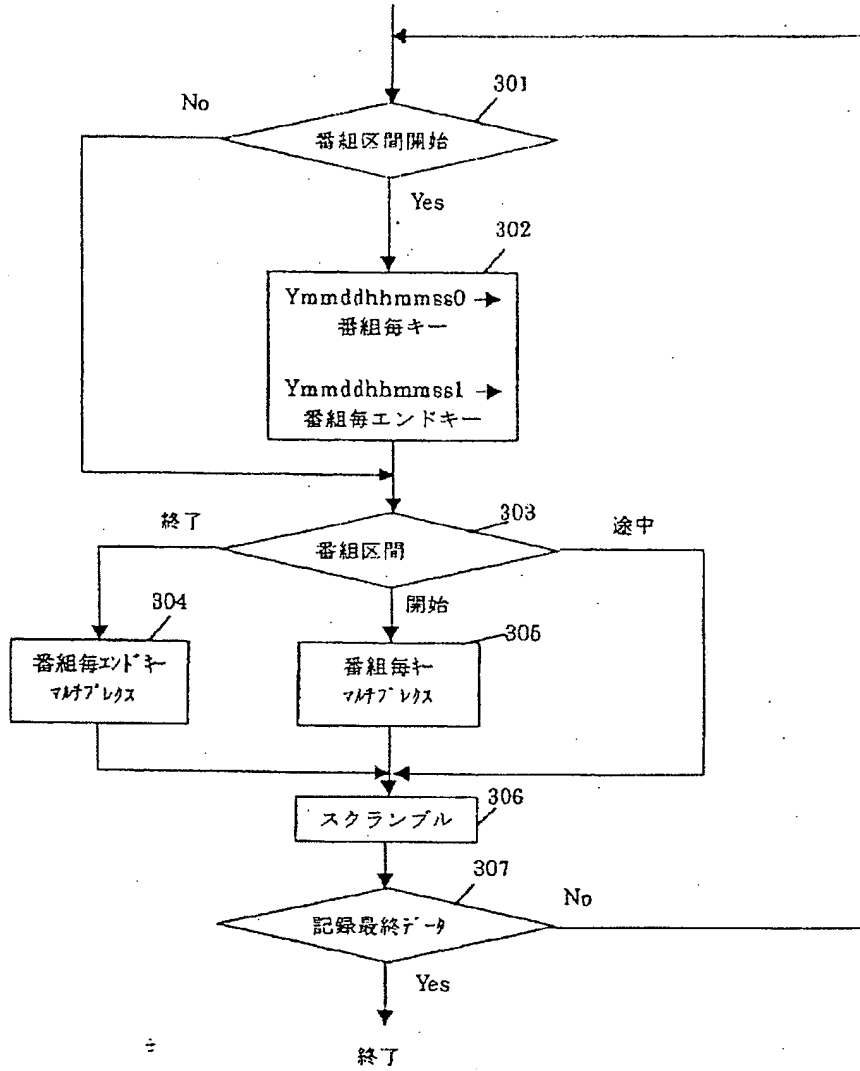 301
No
番組区間開始
Yes
302
Ymmddhhmmss0→
番組毎キー
Ymmddhhmmss1→
番組毎エンドキー
303
終了
途中
番組区間
開始
304
305
番組毎エンドキー
マルチプレクス
番組毎キー
マルチプレクス
306
スクランブル
307
No
記録最終データ
Yes
終了